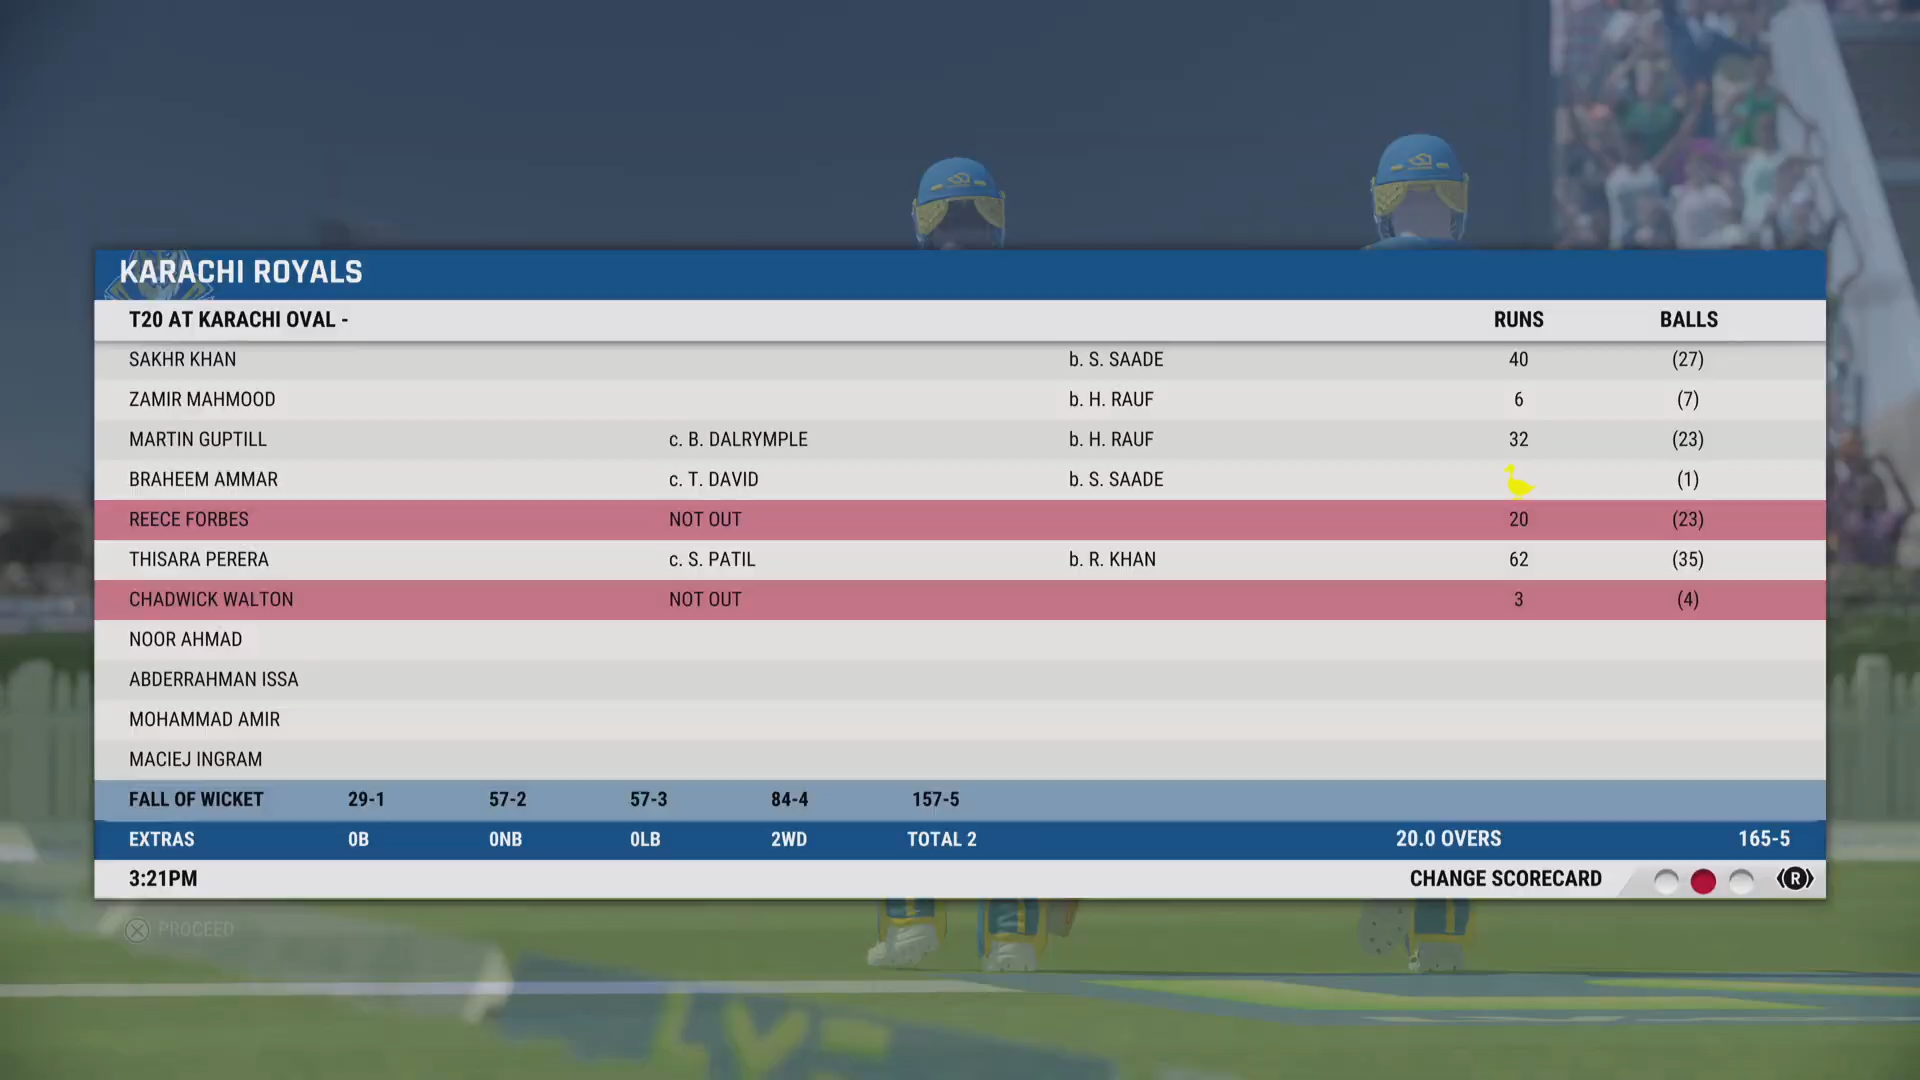 KARACHI ROYALS
T20 AT KARACHI OVAL - RUNS BALLS
SAKHR KHAN b. S. SAADE 40 (27)
ZAMIR MAHMOOD b. H. RAUF 6 (7)
MARTIN GUPTILL c. B. DALRYMPLE b. H. RAUF 32 (23)
BRAHEEM AMMAR c. T. DAVID b. S. SAADE (1)
REECE FORBES NOT OUT 20 (23)
THISARA PERERA c. S. PATIL b. R. KHAN 62 (35)
CHADWICK WALTON NOT OUT 3 (4)
NOOR AHMAD
ABDERRAHMAN ISSA
MOHAMMAD AMIR
MACIEJ INGRAM
FALL OF WICKET 29-1 57-2 57-3 84-4 157-5
EXTRAS 0B 0NB 0LB 2WD TOTAL 2 20.0 OVERS 165-5
3:21PM CHANGE SCORECARD R
PROCEED